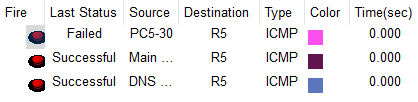 Fire Last Status Source Destination Type Color Time(sec)
Failed PC5-30 R5 ICMP 0.000
Successful Main ... R5 ICMP 0.000
Successful DNS ... R5 ICMP 0.000